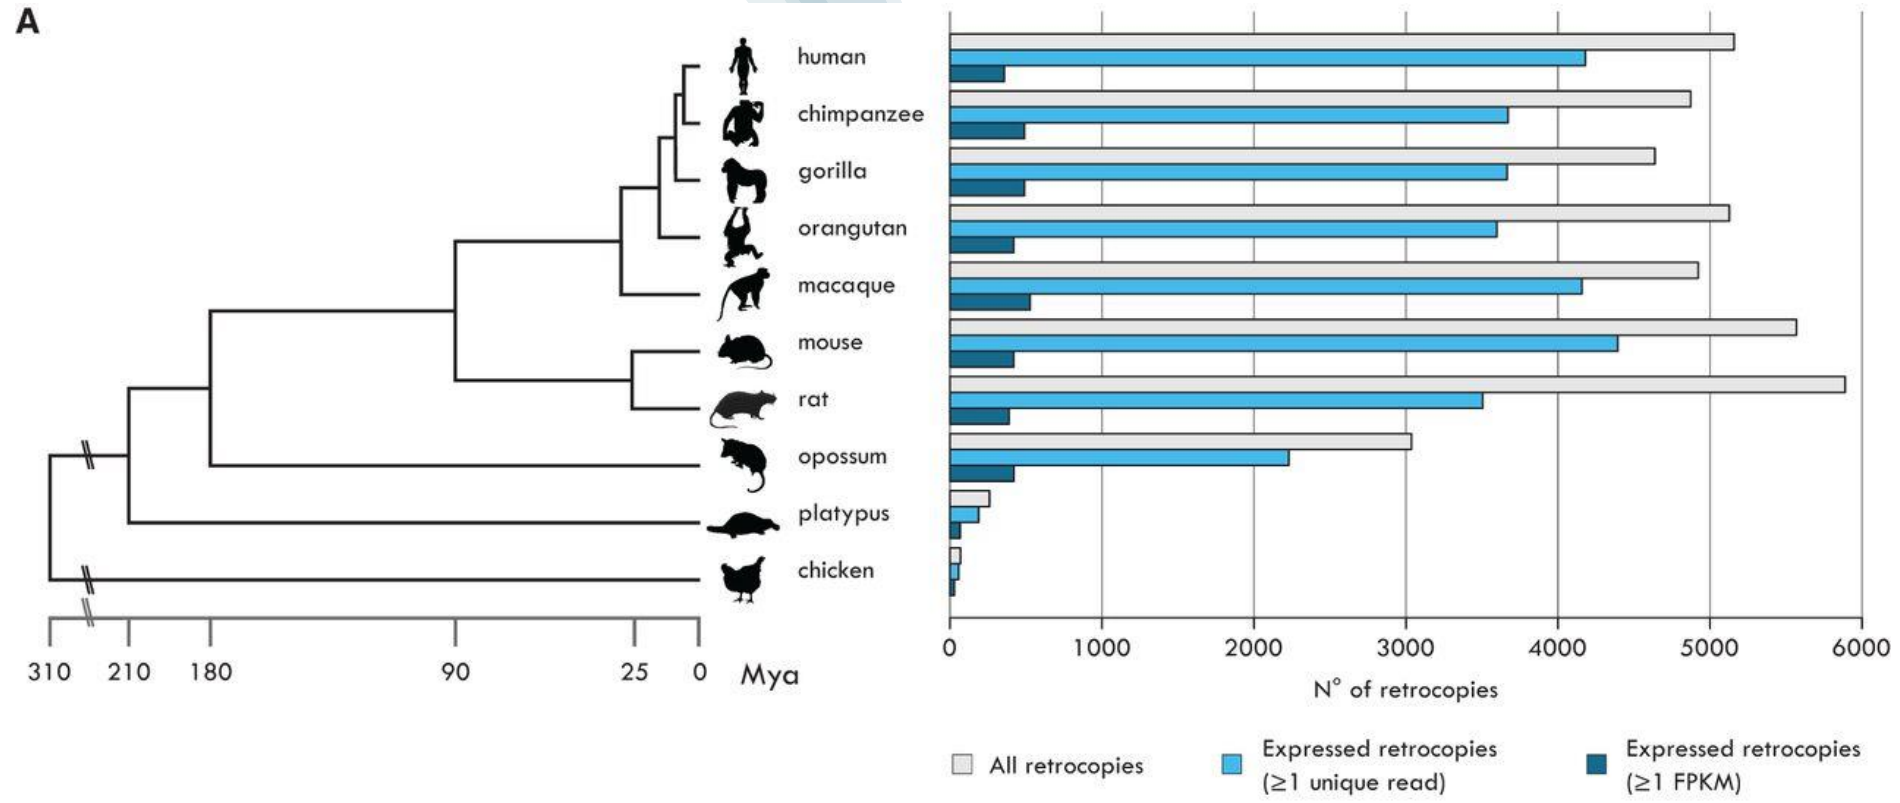 A
human
chimpanzee
gorilla
orangutan
macaque
mouse
rat
opossum
platypus
chicken
310 210 180 90 25 0 Mya
0 1000 2000 3000 4000 5000 6000
N° of retrocopies
All retrocopies
Expressed retrocopies
(≥1 unique read)
Expressed retrocopies
(≥1 FPKM)